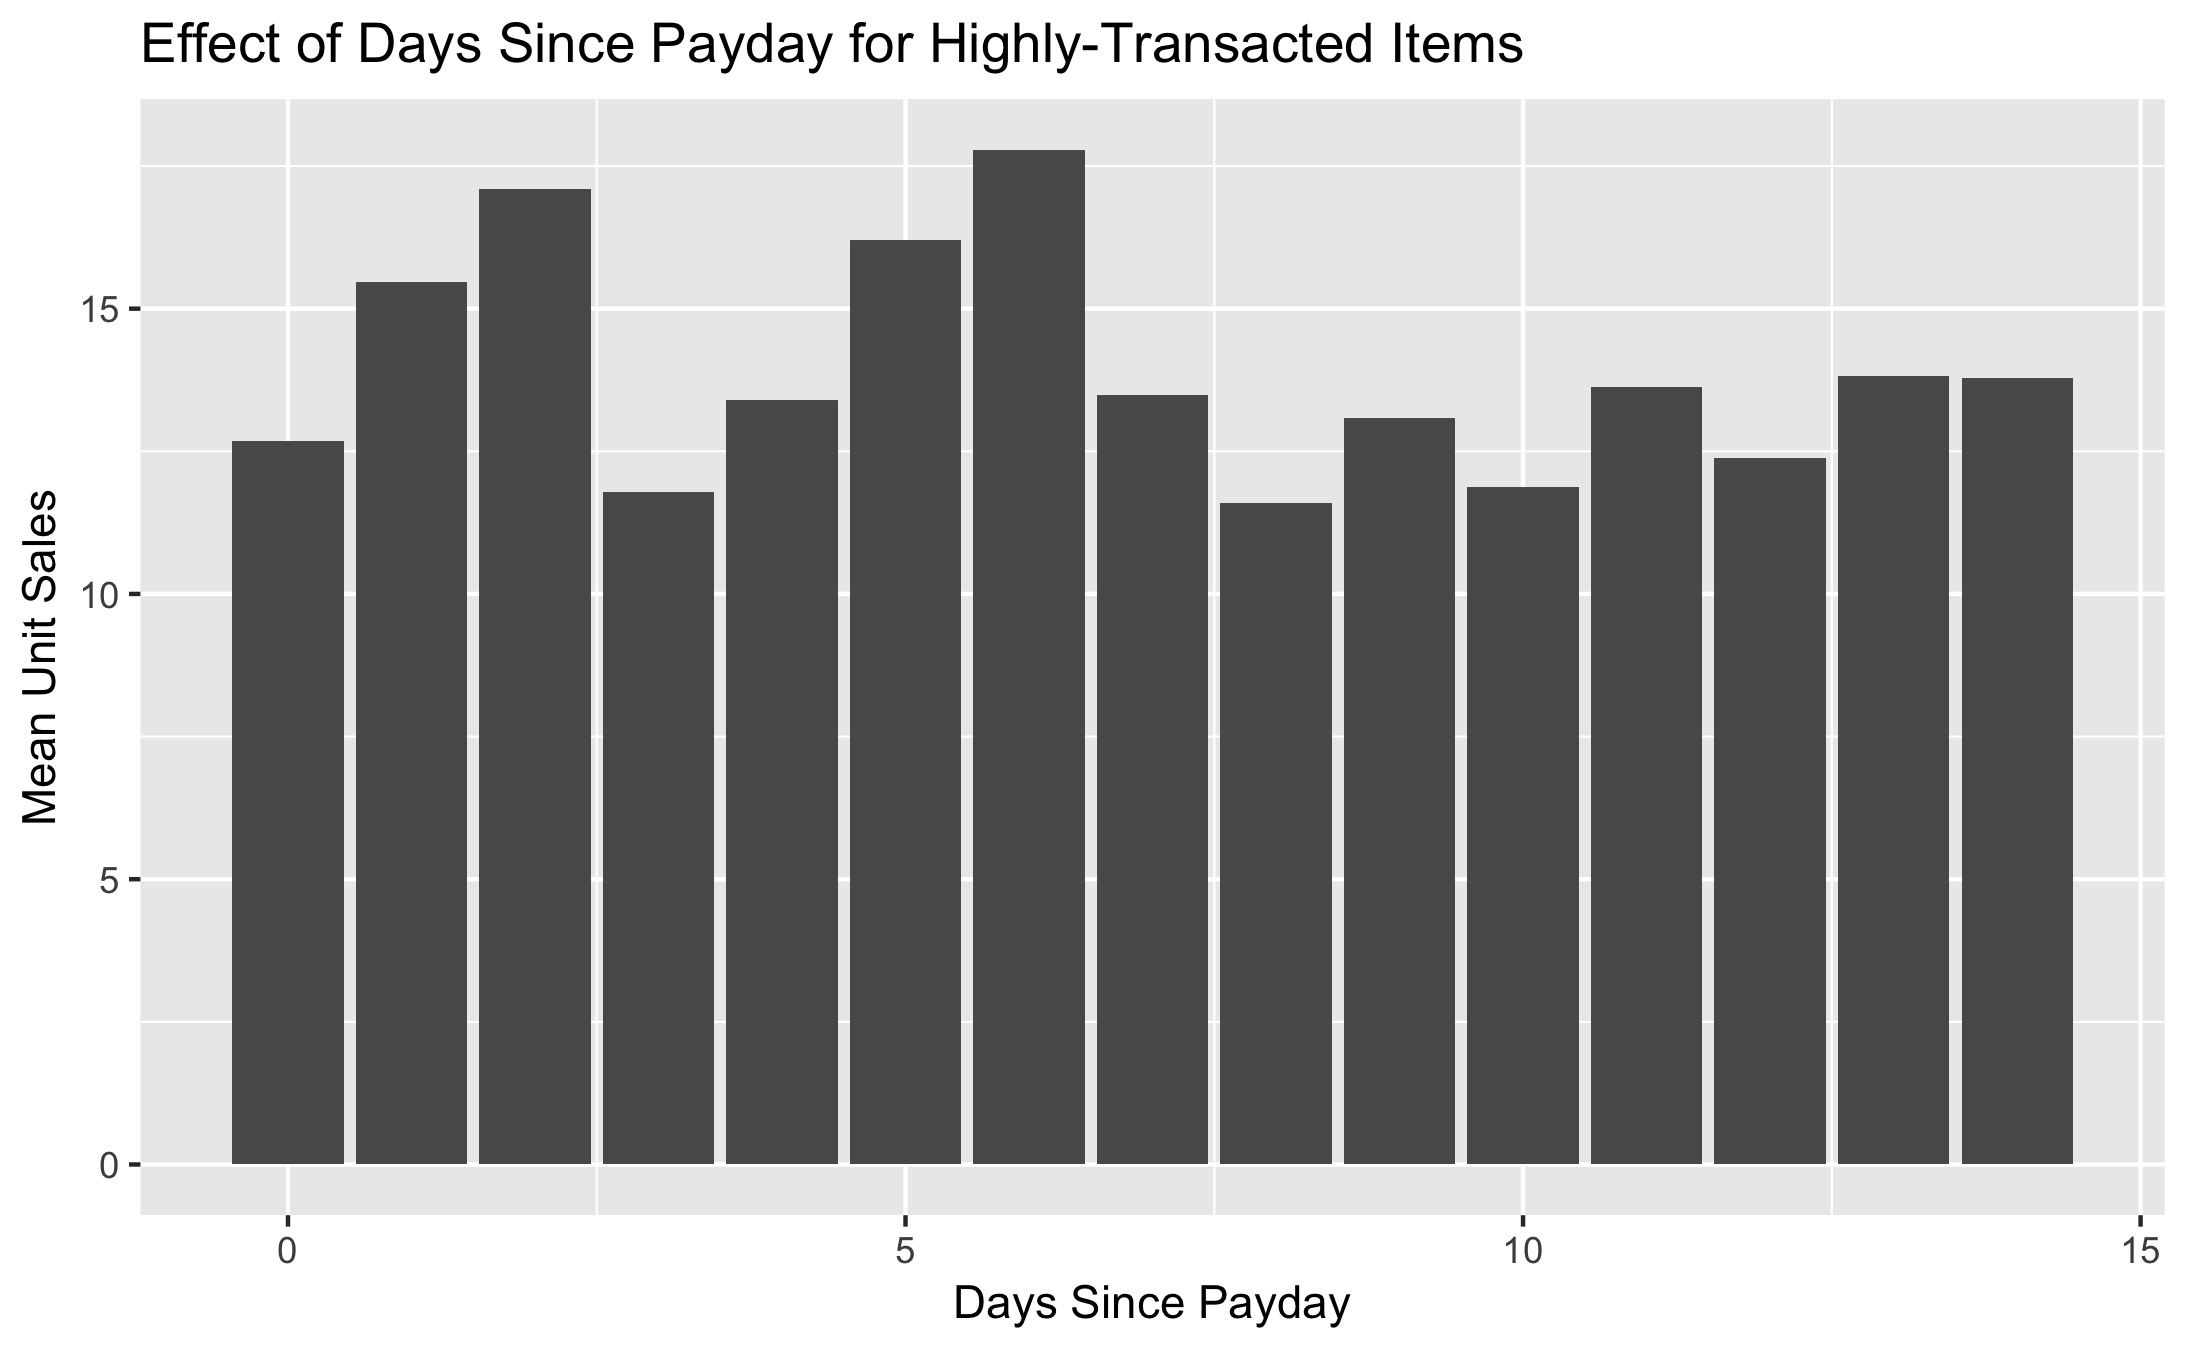 Effect of Days Since Payday for Highly-Transacted Items
Mean Unit Sales
15
10
5
0
0 5 10 15
Days Since Payday